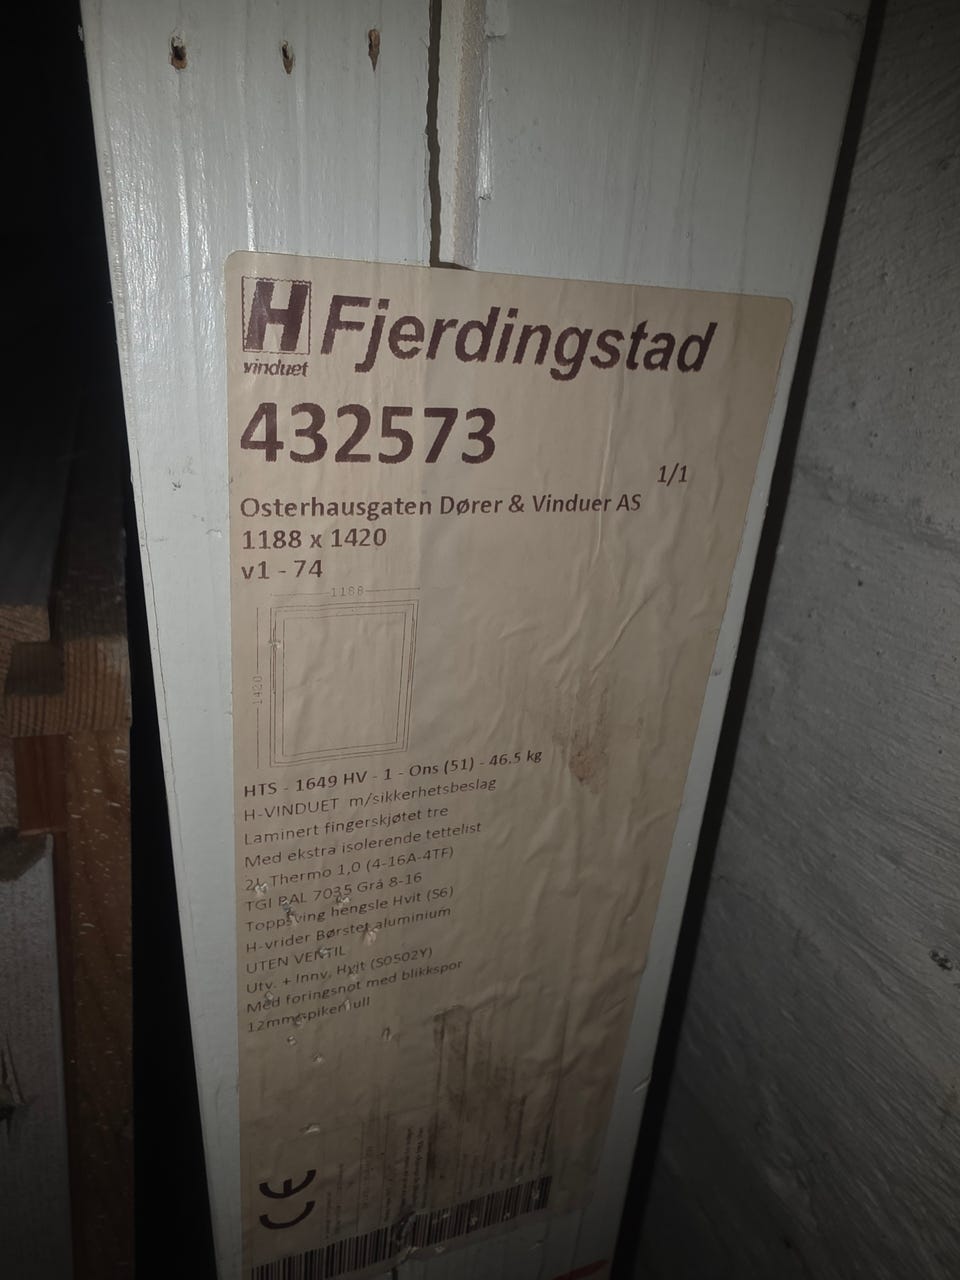 H Fjerdingstad
vinduet
432573
1/1
Osterhausgaten Dører & Vinduer AS
1188 x 1420
v1 - 74
1188
1420
HTS - 1649 HV - 1 - Ons (51) - 46.5 kg
H-VINDUET m/sikkerhetsbeslag
Laminert fingerskjøtet tre
Med ekstra isolerende tettelist
2L Thermo 1,0 (4-16A-4TF)
TGI RAL 7035 Grå 8-16
Toppsving hengsle Hvit (S6)
H-vrider Børstet aluminium
UTEN VENTIL
Utv. + Innv. Hvit (S0502Y)
Med foringsnot med blikkspor
12mm spikerhull
CE